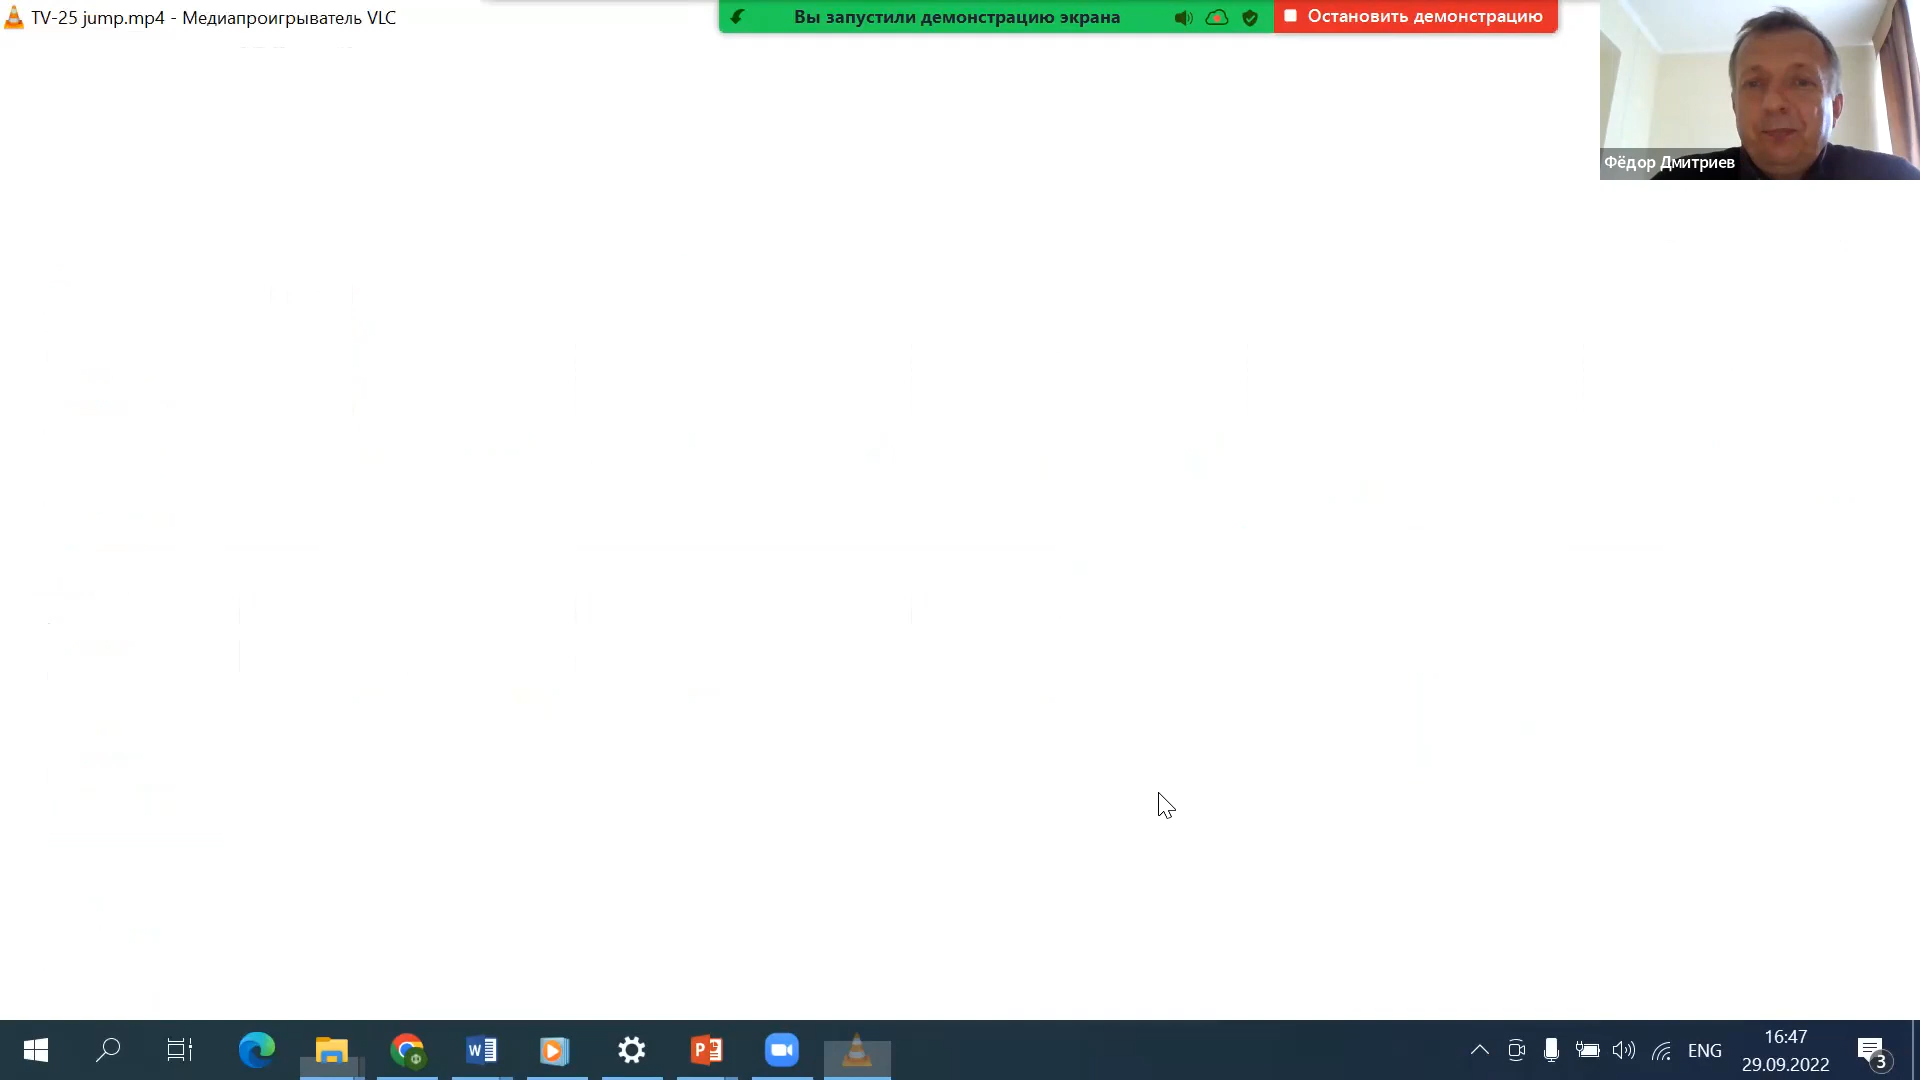 TV-25 jump.mp4 - Медиапроигрыватель VLC
Вы запустили демонстрацию экрана
Остановить демонстрацию
Фёдор Дмитриев
ENG
16:47
29.09.2022
3